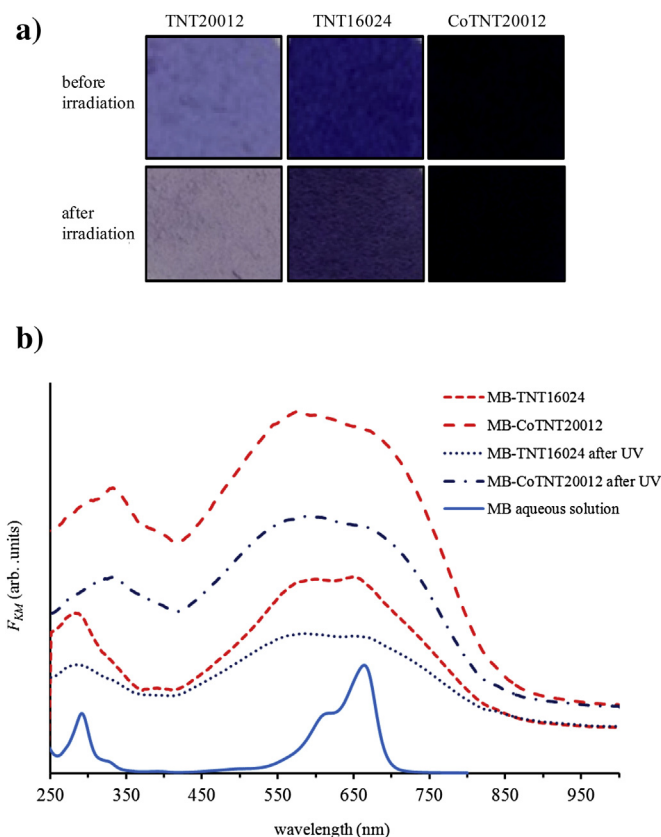 a)
TNT20012 TNT16024 CoTNT20012
before
irradiation
after
irradiation
b)
F_KM (arb. units)
MB-TNT16024
MB-CoTNT20012
MB-TNT16024 after UV
MB-CoTNT20012 after UV
MB aqueous solution
250 350 450 550 650 750 850 950
wavelength (nm)